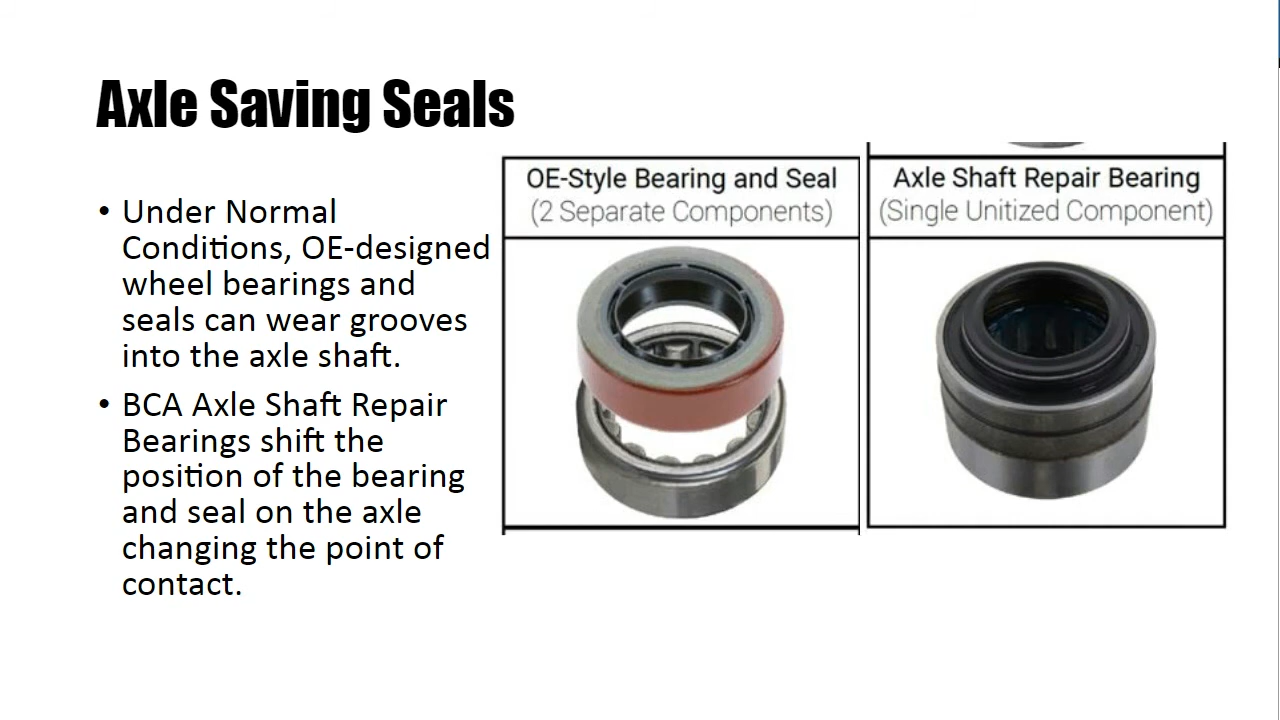 Axle Saving Seals
• Under Normal
Conditions, OE-designed
wheel bearings and
seals can wear grooves
into the axle shaft.
• BCA Axle Shaft Repair
Bearings shift the
position of the bearing
and seal on the axle
changing the point of
contact.
OE-Style Bearing and Seal
(2 Separate Components)
Axle Shaft Repair Bearing
(Single Unitized Component)